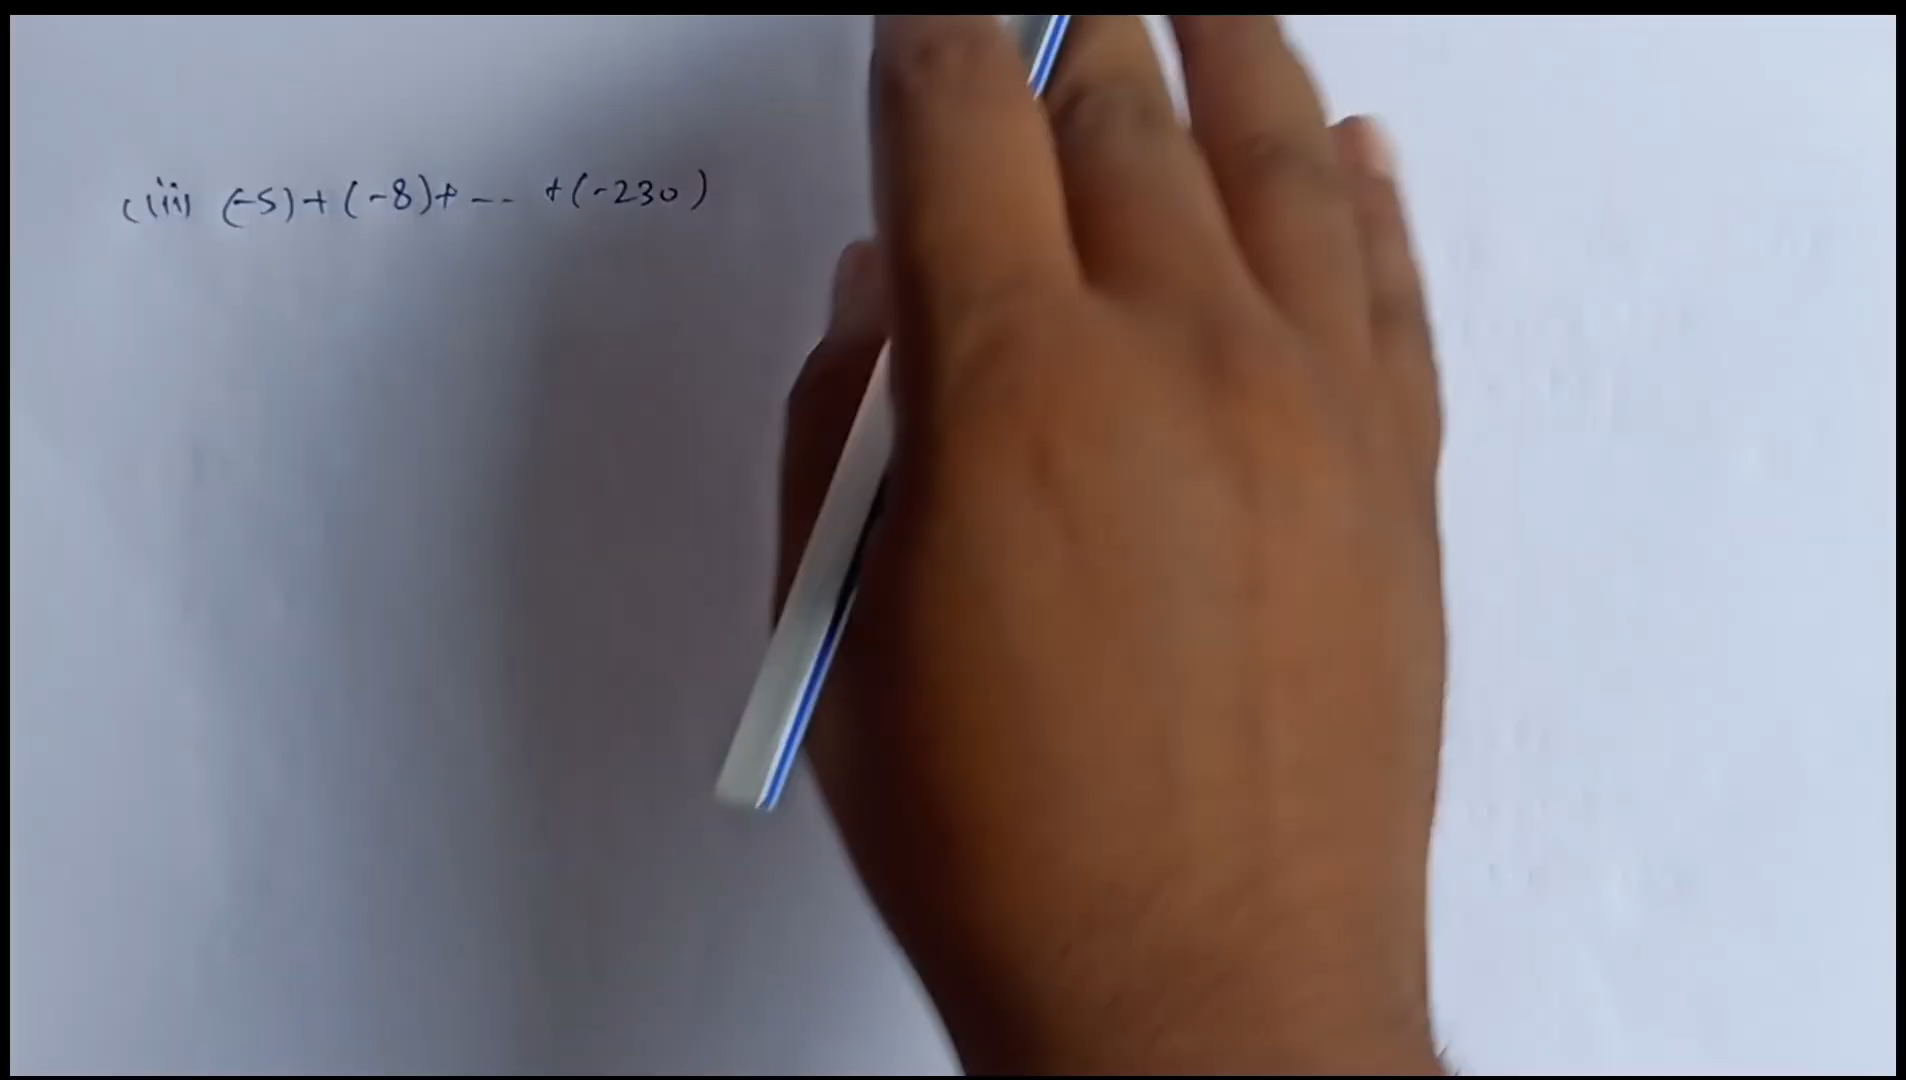 (iii) (-5)+(-8)+ -- +(-230)